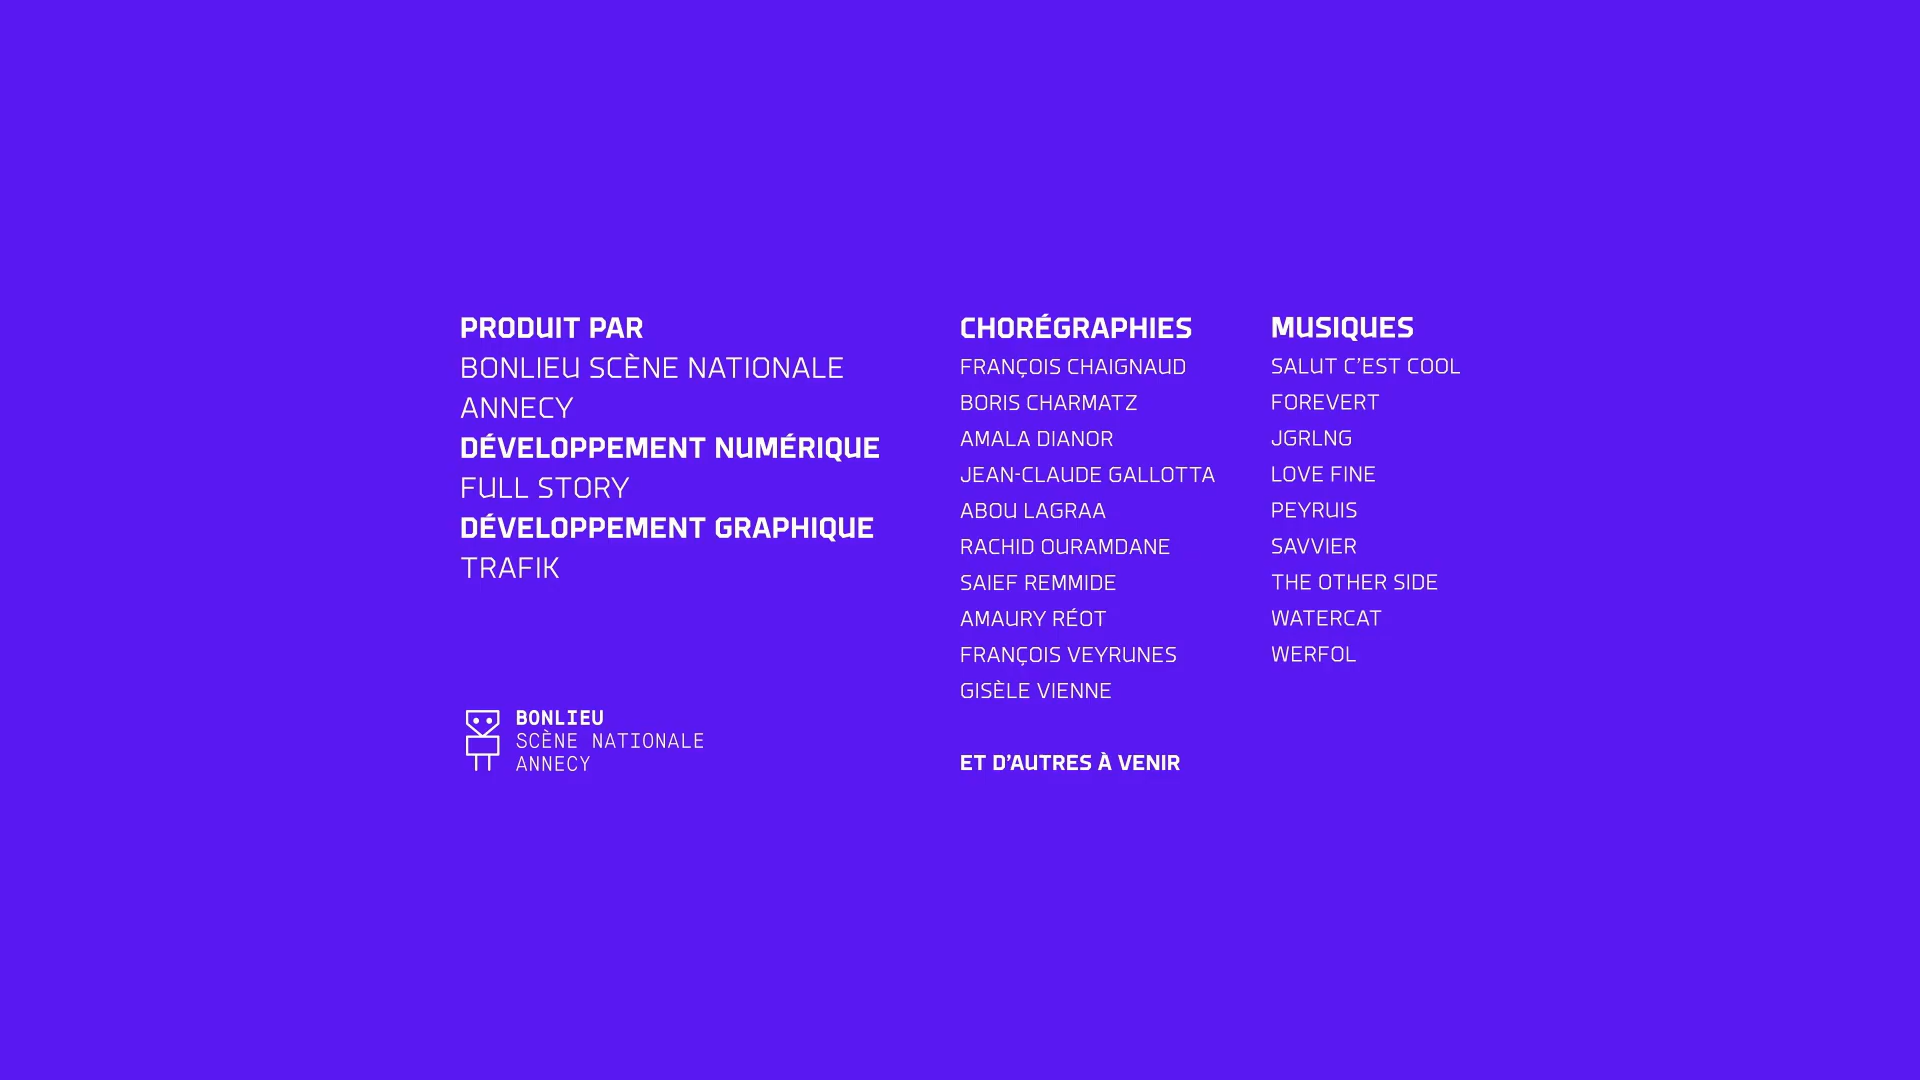 PRODUIT PAR
BONLIEU SCÈNE NATIONALE
ANNECY
DÉVELOPPEMENT NUMÉRIQUE
FULL STORY
DÉVELOPPEMENT GRAPHIQUE
TRAFIK
BONLIEU
SCÈNE NATIONALE
ANNECY
CHORÉGRAPHIES
FRANÇOIS CHAIGNAUD
BORIS CHARMATZ
AMALA DIANOR
JEAN-CLAUDE GALLOTTA
ABOU LAGRAA
RACHID OURAMDANE
SAIEF REMMIDE
AMAURY RÉOT
FRANÇOIS VEYRUNES
GISÈLE VIENNE
ET D’AUTRES À VENIR
MUSIQUES
SALUT C’EST COOL
FOREVERT
JGRLNG
LOVE FINE
PEYRUIS
SAVVIER
THE OTHER SIDE
WATERCAT
WERFOL